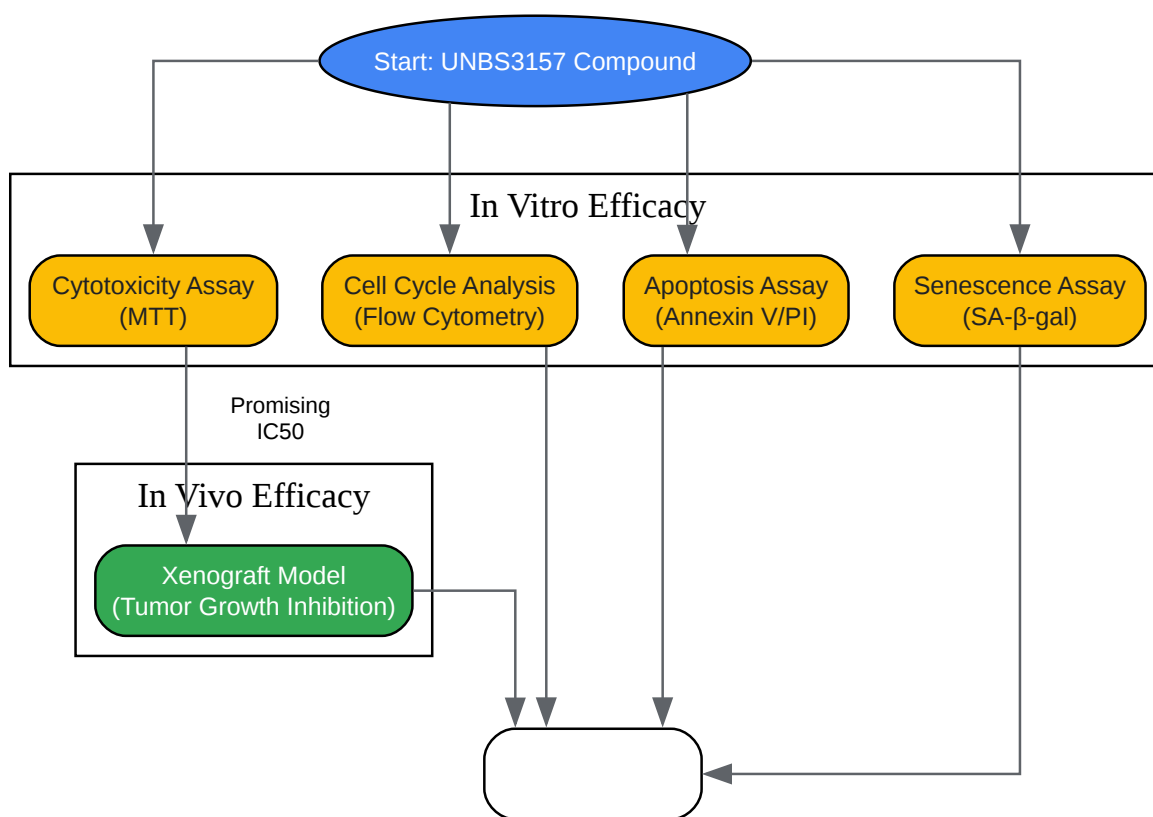 Start: UNBS3157 Compound
In Vitro Efficacy
Cytotoxicity Assay
(MTT)
Cell Cycle Analysis
(Flow Cytometry)
Apoptosis Assay
(Annexin V/PI)
Senescence Assay
(SA-β-gal)
Promising
IC50
In Vivo Efficacy
Xenograft Model
(Tumor Growth Inhibition)